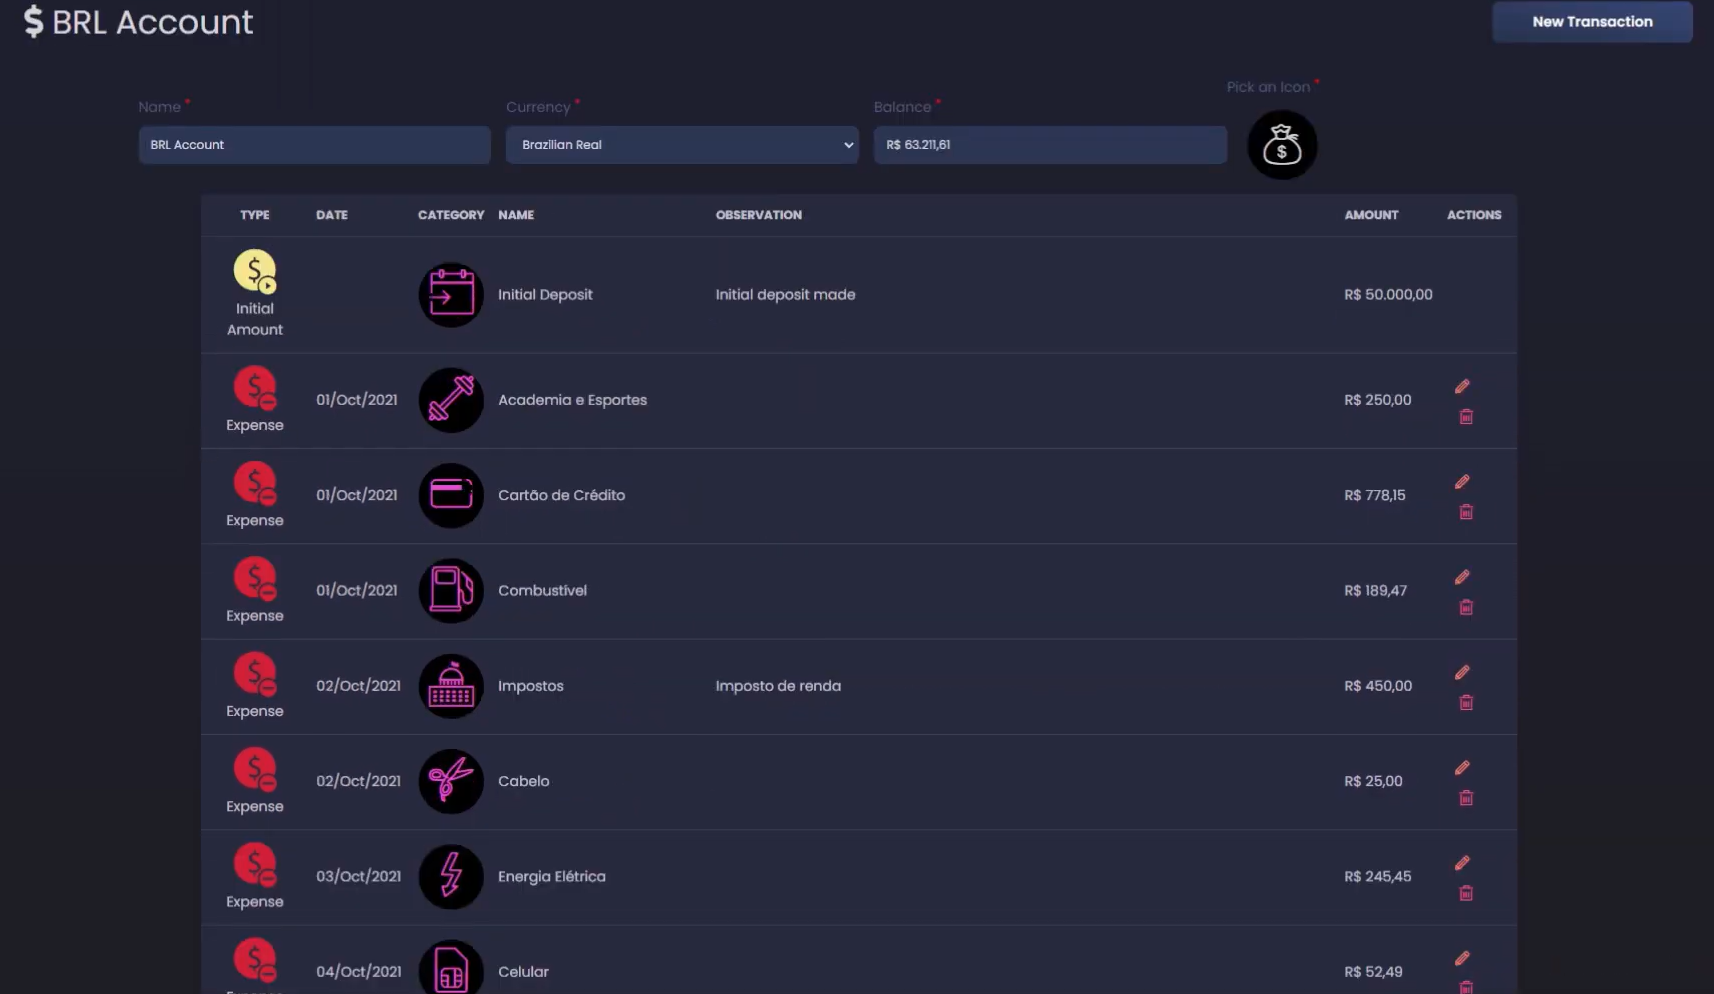 $ BRL Account
New Transaction
Name *
Currency *
Balance *
Pick an Icon *
BRL Account
Brazilian Real
R$ 63.211,61
TYPE DATE CATEGORY NAME OBSERVATION AMOUNT ACTIONS
Initial
Amount
Initial Deposit Initial deposit made R$ 50.000,00
Expense 01/Oct/2021 Academia e Esportes R$ 250,00
Expense 01/Oct/2021 Cartão de Crédito R$ 778,15
Expense 01/Oct/2021 Combustível R$ 189,47
Expense 02/Oct/2021 Impostos Imposto de renda R$ 450,00
Expense 02/Oct/2021 Cabelo R$ 25,00
Expense 03/Oct/2021 Energia Elétrica R$ 245,45
04/Oct/2021 Celular R$ 52,49